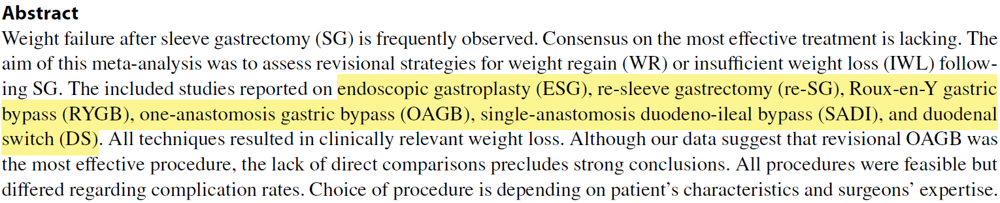 Abstract
Weight failure after sleeve gastrectomy (SG) is frequently observed. Consensus on the most effective treatment is lacking. The
aim of this meta-analysis was to assess revisional strategies for weight regain (WR) or insufficient weight loss (IWL) follow-
ing SG. The included studies reported on endoscopic gastroplasty (ESG), re-sleeve gastrectomy (re-SG), Roux-en-Y gastric
bypass (RYGB), one-anastomosis gastric bypass (OAGB), single-anastomosis duodeno-ileal bypass (SADI), and duodenal
switch (DS). All techniques resulted in clinically relevant weight loss. Although our data suggest that revisional OAGB was
the most effective procedure, the lack of direct comparisons precludes strong conclusions. All procedures were feasible but
differed regarding complication rates. Choice of procedure is depending on patient’s characteristics and surgeons’ expertise.